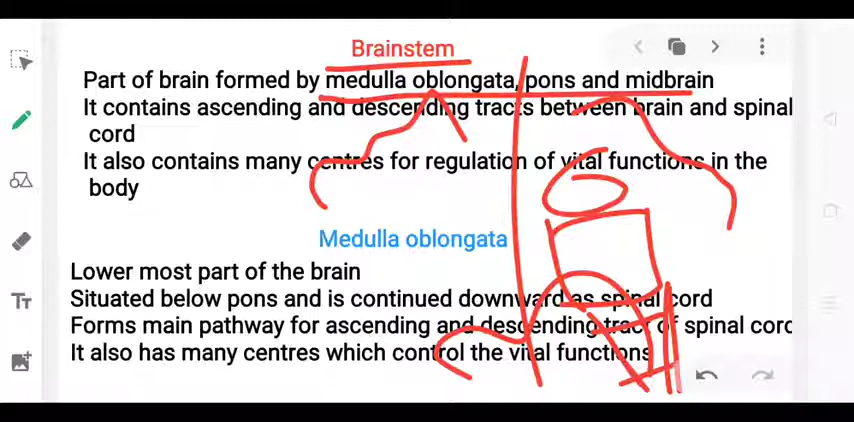 Brainstem
Part of brain formed by medulla oblongata, pons and midbrain
It contains ascending and descending tracts between brain and spinal
cord
It also contains many centres for regulation of vital functions in the
body
Medulla oblongata
Lower most part of the brain
Situated below pons and is continued downward as spinal cord
Forms main pathway for ascending and descending tract of spinal cord
It also has many centres which control the vital functions
TT